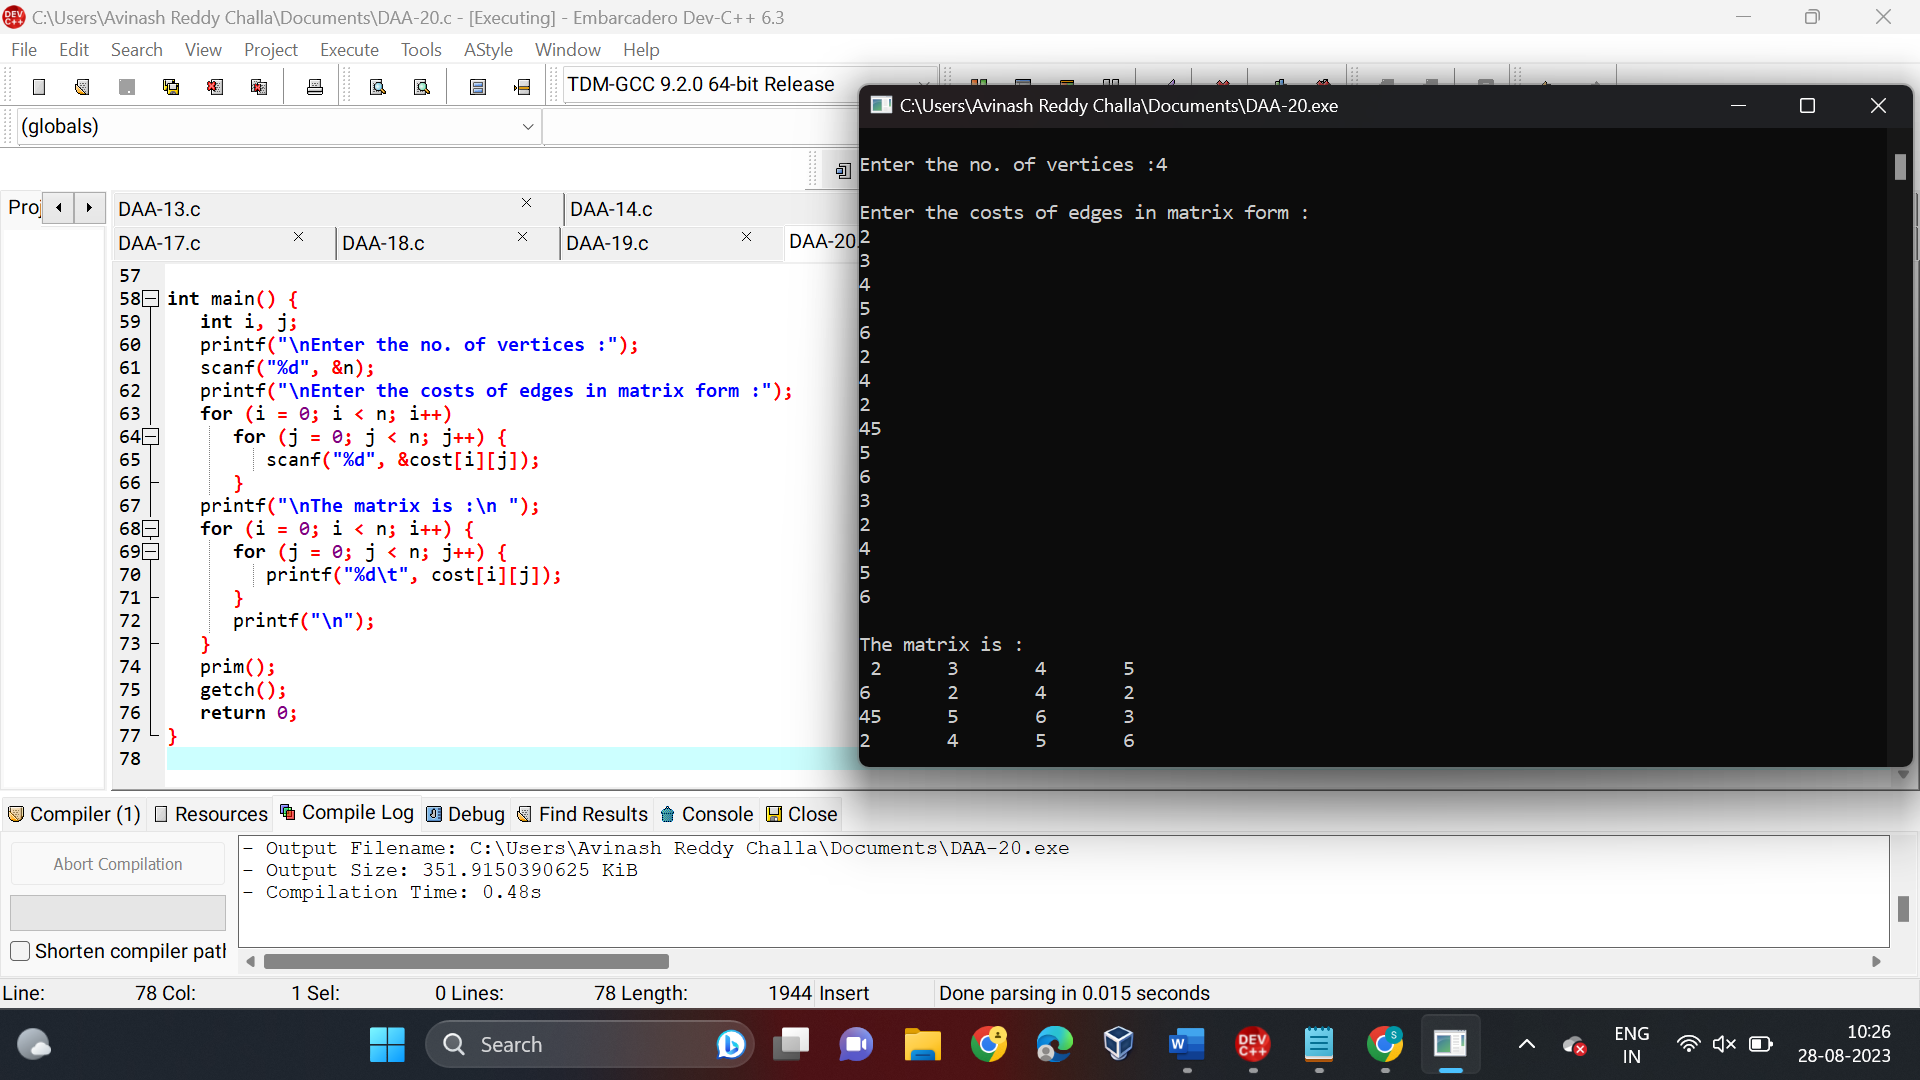 C:\Users\Avinash Reddy Challa\Documents\DAA-20.c - [Executing] - Embarcadero Dev-C++ 6.3
File Edit Search View Project Execute Tools AStyle Window Help
TDM-GCC 9.2.0 64-bit Release
(globals)
Proj
DAA-13.c DAA-14.c
DAA-17.c DAA-18.c DAA-19.c DAA-20.
57
58 int main() {
59 int i, j;
60 printf("\nEnter the no. of vertices :");
61 scanf("%d", &n);
62 printf("\nEnter the costs of edges in matrix form :");
63 for (i = 0; i < n; i++)
64 for (j = 0; j < n; j++) {
65 scanf("%d", &cost[i][j]);
66 }
67 printf("\nThe matrix is :\n ");
68 for (i = 0; i < n; i++) {
69 for (j = 0; j < n; j++) {
70 printf("%d\t", cost[i][j]);
71 }
72 printf("\n");
73 }
74 prim();
75 getch();
76 return 0;
77 }
78
C:\Users\Avinash Reddy Challa\Documents\DAA-20.exe
Enter the no. of vertices :4
Enter the costs of edges in matrix form :
2
3
4
5
6
2
4
2
45
5
6
3
2
4
5
6
The matrix is :
2 3 4 5
6 2 4 2
45 5 6 3
2 4 5 6
Compiler (1) Resources Compile Log Debug Find Results Console Close
Abort Compilation
Shorten compiler path
- Output Filename: C:\Users\Avinash Reddy Challa\Documents\DAA-20.exe
- Output Size: 351.9150390625 KiB
- Compilation Time: 0.48s
Line: 78 Col: 1 Sel: 0 Lines: 78 Length: 1944 Insert Done parsing in 0.015 seconds
Search
DEV C++
ENG
IN
10:26
28-08-2023